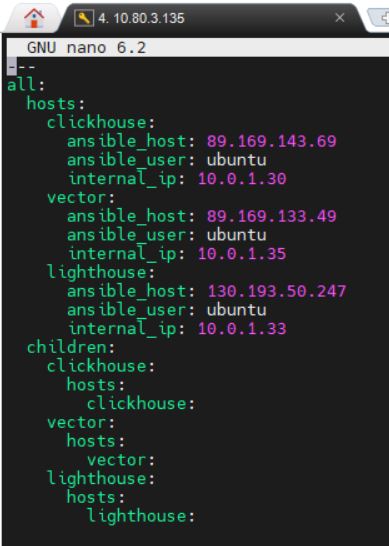 4. 10.80.3.135
GNU nano 6.2
---
all:
  hosts:
    clickhouse:
      ansible_host: 89.169.143.69
      ansible_user: ubuntu
      internal_ip: 10.0.1.30
    vector:
      ansible_host: 89.169.133.49
      ansible_user: ubuntu
      internal_ip: 10.0.1.35
    lighthouse:
      ansible_host: 130.193.50.247
      ansible_user: ubuntu
      internal_ip: 10.0.1.33
  children:
    clickhouse:
      hosts:
        clickhouse:
    vector:
      hosts:
        vector:
    lighthouse:
      hosts:
        lighthouse: